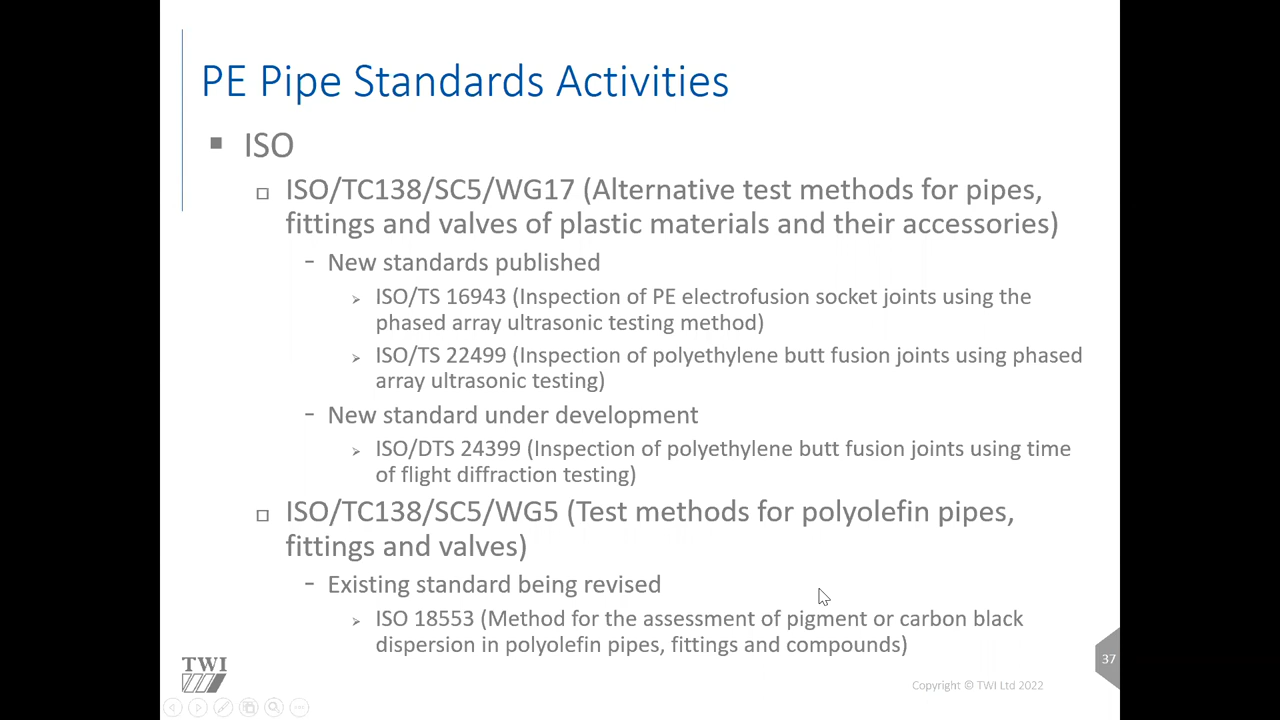 PE Pipe Standards Activities
ISO
ISO/TC138/SC5/WG17 (Alternative test methods for pipes,
fittings and valves of plastic materials and their accessories)
– New standards published
ISO/TS 16943 (Inspection of PE electrofusion socket joints using the
phased array ultrasonic testing method)
ISO/TS 22499 (Inspection of polyethylene butt fusion joints using phased
array ultrasonic testing)
– New standard under development
ISO/DTS 24399 (Inspection of polyethylene butt fusion joints using time
of flight diffraction testing)
ISO/TC138/SC5/WG5 (Test methods for polyolefin pipes,
fittings and valves)
– Existing standard being revised
ISO 18553 (Method for the assessment of pigment or carbon black
dispersion in polyolefin pipes, fittings and compounds)
TWI
Copyright © TWI Ltd 2022
37